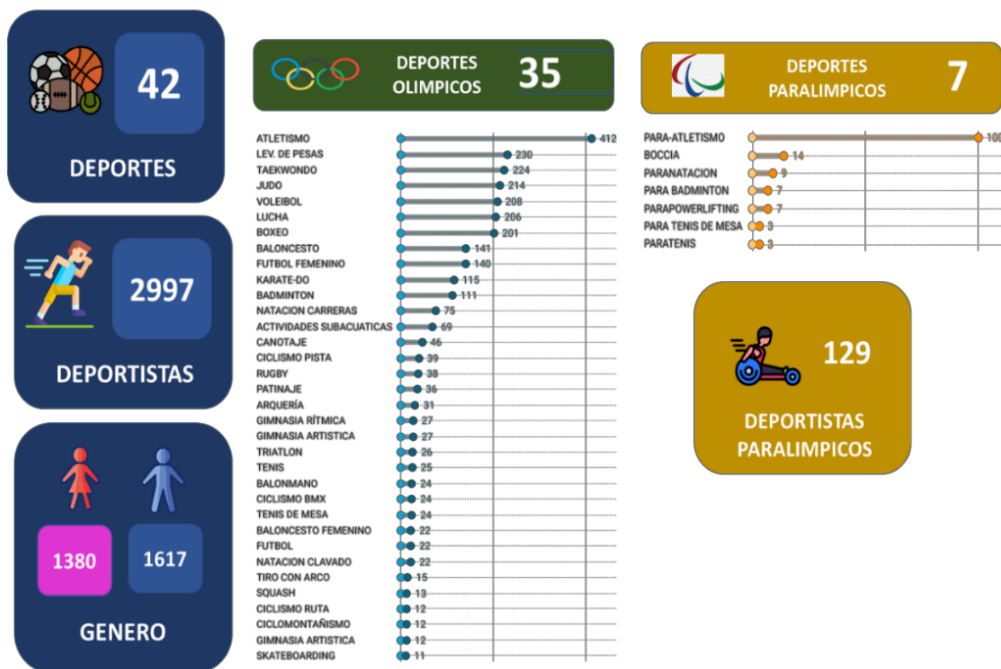 42
DEPORTES
2997
DEPORTISTAS
1380 1617
GENERO
DEPORTES
OLIMPICOS
35
ATLETISMO 412
LEV. DE PESAS 230
TAEKWONDO 224
JUDO 214
VOLEIBOL 208
LUCHA 206
BOXEO 201
BALONCESTO 141
FUTBOL FEMENINO 140
KARATE-DO 115
BADMINTON 111
NATACION CARRERAS 75
ACTIVIDADES SUBACUATICAS 69
CANOTAJE 46
CICLISMO PISTA 39
RUGBY 38
PATINAJE 36
ARQUERÍA 31
GIMNASIA RÍTMICA 27
GIMNASIA ARTISTICA 27
TRIATLON 26
TENIS 25
BALONMANO 24
CICLISMO BMX 24
TENIS DE MESA 24
BALONCESTO FEMENINO 22
FUTBOL 22
NATACION CLAVADO 22
TIRO CON ARCO 15
SQUASH 13
CICLISMO RUTA 12
CICLOMONTAÑISMO 12
GIMNASIA ARTISTICA 12
SKATEBOARDING 11
DEPORTES
PARALIMPICOS
7
PARA-ATLETISMO 100
BOCCIA 14
PARANATACION 9
PARA BADMINTON 7
PARAPOWERLIFTING 7
PARA TENIS DE MESA 3
PARATENIS 3
129
DEPORTISTAS
PARALIMPICOS